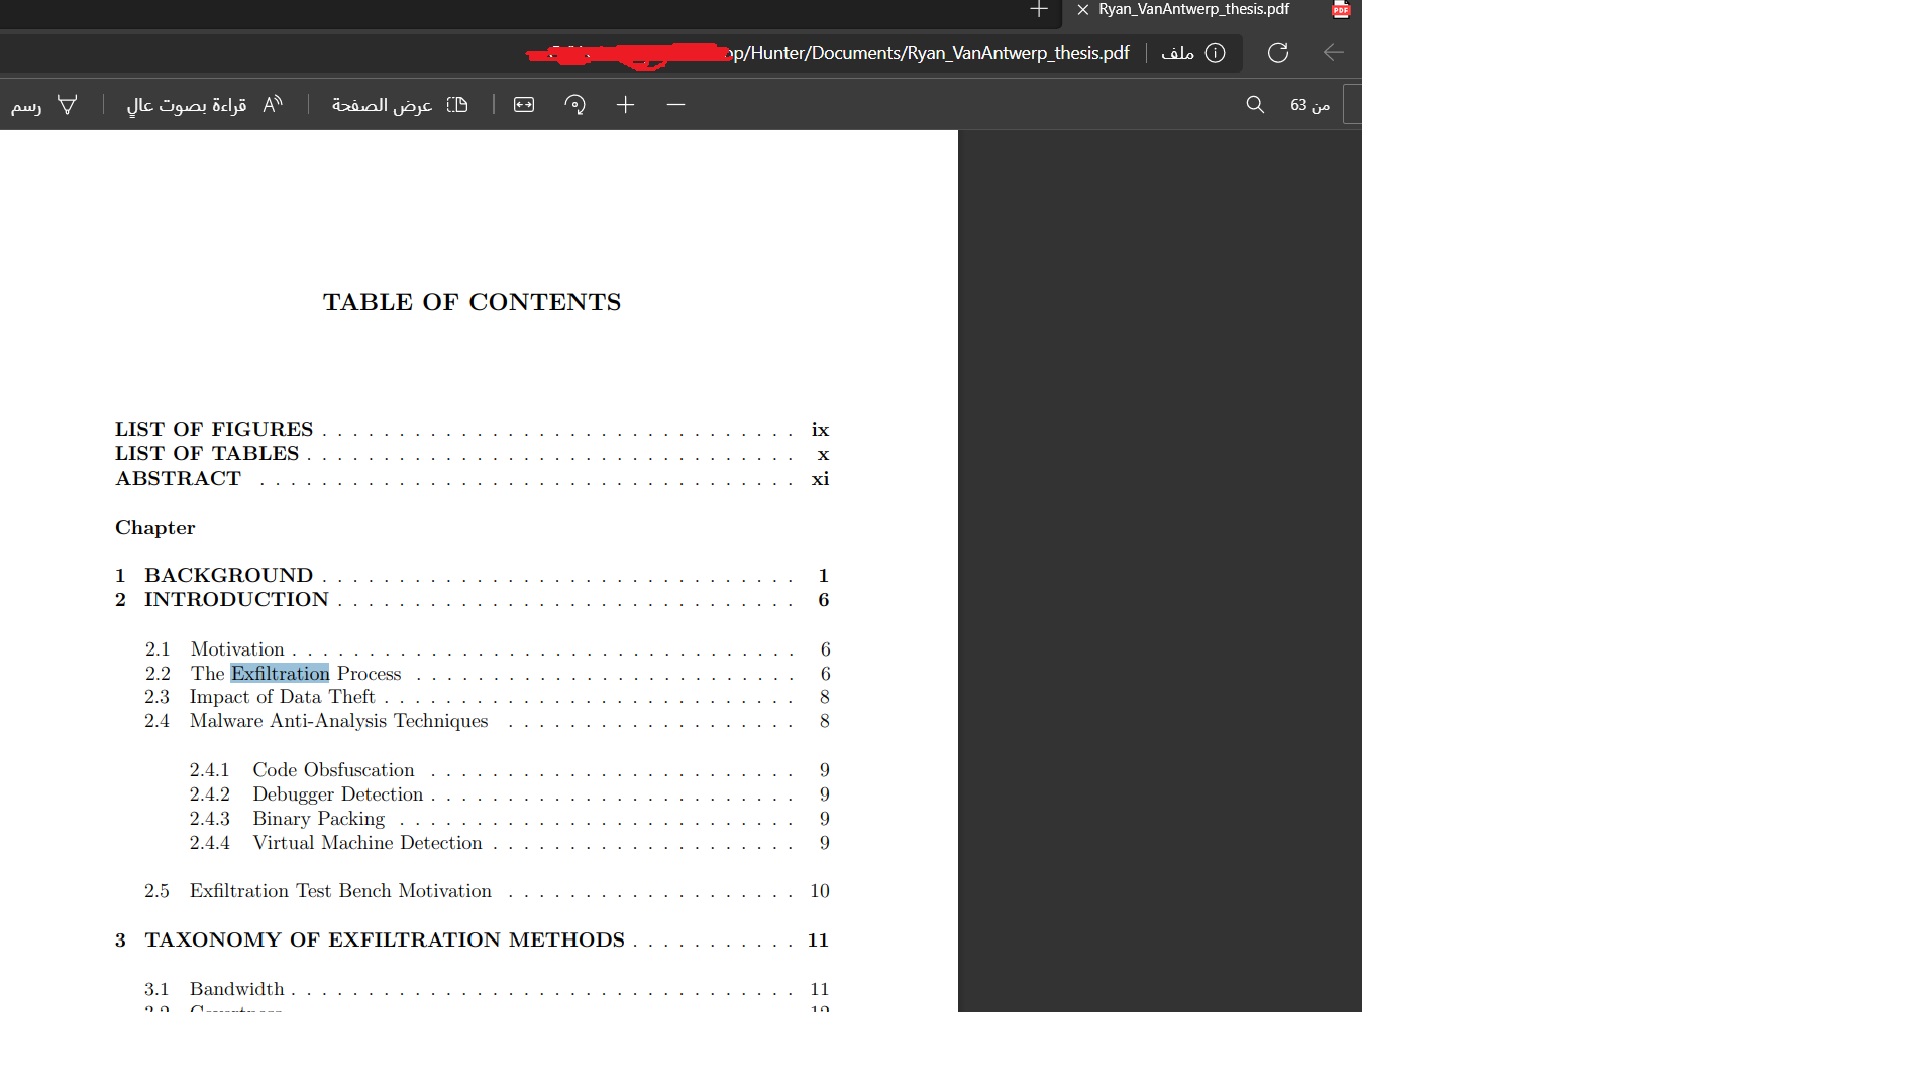 Ryan_VanAntwerp_thesis.pdf
ملف op/Hunter/Documents/Ryan_VanAntwerp_thesis.pdf
من 63
عرض الصفحة
قراءة بصوت عالٍ
رسم
TABLE OF CONTENTS
LIST OF FIGURES . . . . . . . . . . . . . . . . . . . . . . . . . . . . . . . ix
LIST OF TABLES . . . . . . . . . . . . . . . . . . . . . . . . . . . . . . . . x
ABSTRACT . . . . . . . . . . . . . . . . . . . . . . . . . . . . . . . . . . . xi
Chapter
1 BACKGROUND . . . . . . . . . . . . . . . . . . . . . . . . . . . . . . . 1
2 INTRODUCTION . . . . . . . . . . . . . . . . . . . . . . . . . . . . . . 6
2.1 Motivation . . . . . . . . . . . . . . . . . . . . . . . . . . . . . . . . . 6
2.2 The Exfiltration Process . . . . . . . . . . . . . . . . . . . . . . . . . 6
2.3 Impact of Data Theft . . . . . . . . . . . . . . . . . . . . . . . . . . . 8
2.4 Malware Anti-Analysis Techniques . . . . . . . . . . . . . . . . . . . 8
2.4.1 Code Obsfuscation . . . . . . . . . . . . . . . . . . . . . . . . 9
2.4.2 Debugger Detection . . . . . . . . . . . . . . . . . . . . . . . . 9
2.4.3 Binary Packing . . . . . . . . . . . . . . . . . . . . . . . . . . 9
2.4.4 Virtual Machine Detection . . . . . . . . . . . . . . . . . . . . 9
2.5 Exfiltration Test Bench Motivation . . . . . . . . . . . . . . . . . . . 10
3 TAXONOMY OF EXFILTRATION METHODS . . . . . . . . . . . 11
3.1 Bandwidth . . . . . . . . . . . . . . . . . . . . . . . . . . . . . . . . . 11